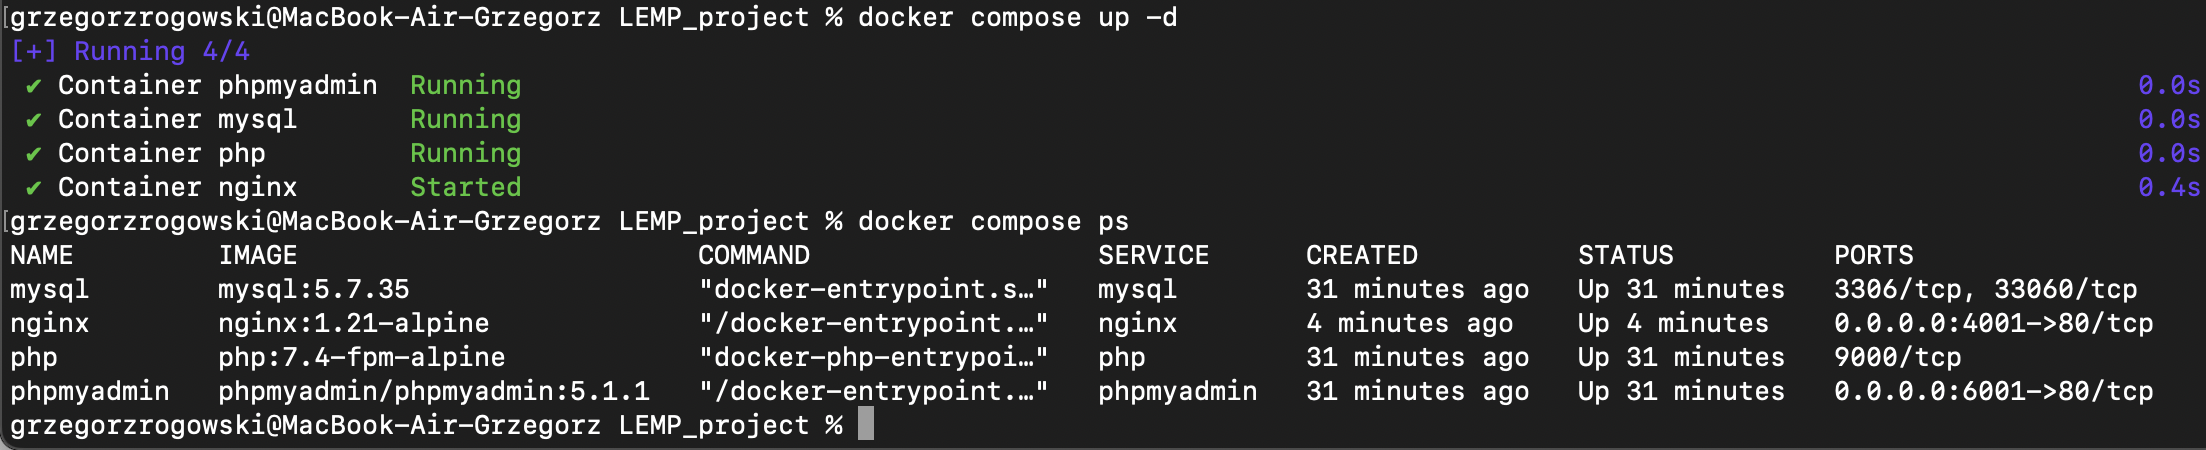 [grzegorzrogowski@MacBook-Air-Grzegorz LEMP_project % docker compose up -d
[+] Running 4/4
✔ Container phpmyadmin  Running 0.0s
✔ Container mysql       Running 0.0s
✔ Container php         Running 0.0s
✔ Container nginx       Started 0.4s
[grzegorzrogowski@MacBook-Air-Grzegorz LEMP_project % docker compose ps
NAME         IMAGE                         COMMAND                  SERVICE      CREATED          STATUS          PORTS
mysql        mysql:5.7.35                  "docker-entrypoint.s…"   mysql        31 minutes ago   Up 31 minutes   3306/tcp, 33060/tcp
nginx        nginx:1.21-alpine             "/docker-entrypoint.…"   nginx        4 minutes ago    Up 4 minutes    0.0.0.0:4001->80/tcp
php          php:7.4-fpm-alpine            "docker-php-entrypoi…"   php          31 minutes ago   Up 31 minutes   9000/tcp
phpmyadmin   phpmyadmin/phpmyadmin:5.1.1   "/docker-entrypoint.…"   phpmyadmin   31 minutes ago   Up 31 minutes   0.0.0.0:6001->80/tcp
grzegorzrogowski@MacBook-Air-Grzegorz LEMP_project %